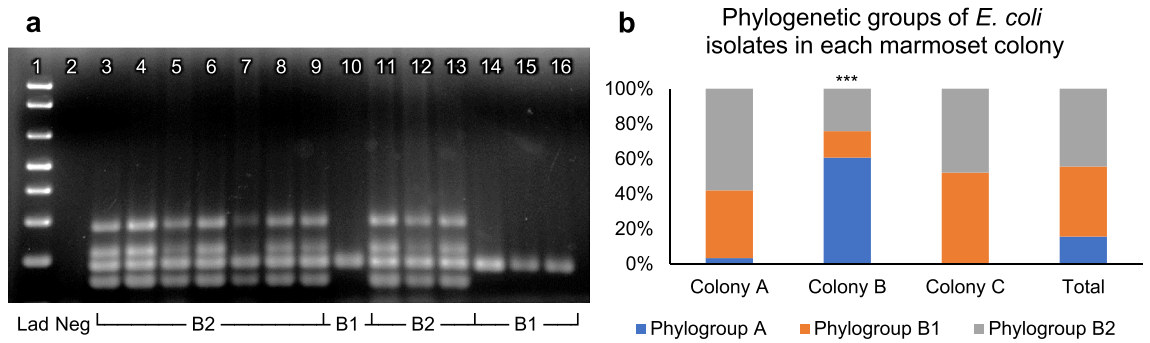 a
1 2 3 4 5 6 7 8 9 10 11 12 13 14 15 16
Lad Neg B2 B1 B2 B1
b
Phylogenetic groups of E. coli
isolates in each marmoset colony
***
100%
80%
60%
40%
20%
0%
Colony A Colony B Colony C Total
Phylogroup A Phylogroup B1 Phylogroup B2